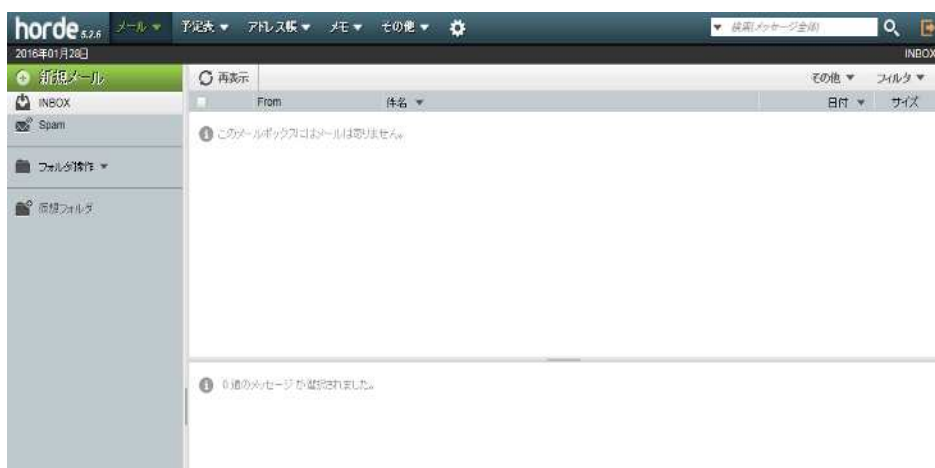 horde 5.2.6 メール 予定表 アドレス帳 メモ その他 検索(メッセージ全体)
2016年01月28日 INBOX
新規メール 再表示 その他 フィルタ
INBOX From 件名 日付 サイズ
Spam
このメールボックスにはメールはありません。
フォルダ操作
仮想フォルダ
0 通のメッセージ が選択されました。